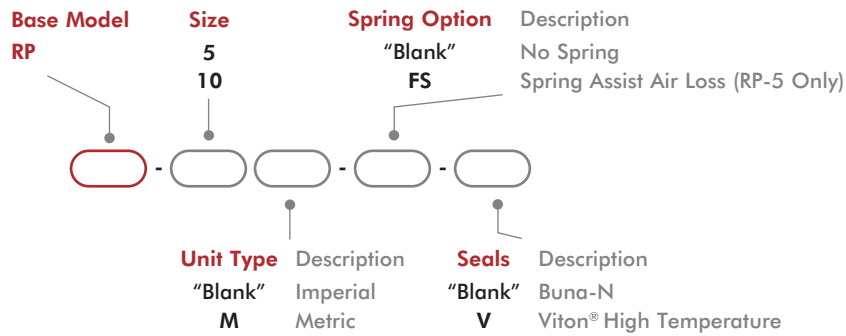 Base Model Size Spring Option Description
RP 5 "Blank" No Spring
10 FS Spring Assist Air Loss (RP-5 Only)
- - -
Unit Type Description Seals Description
"Blank" Imperial "Blank" Buna-N
M Metric V Viton® High Temperature